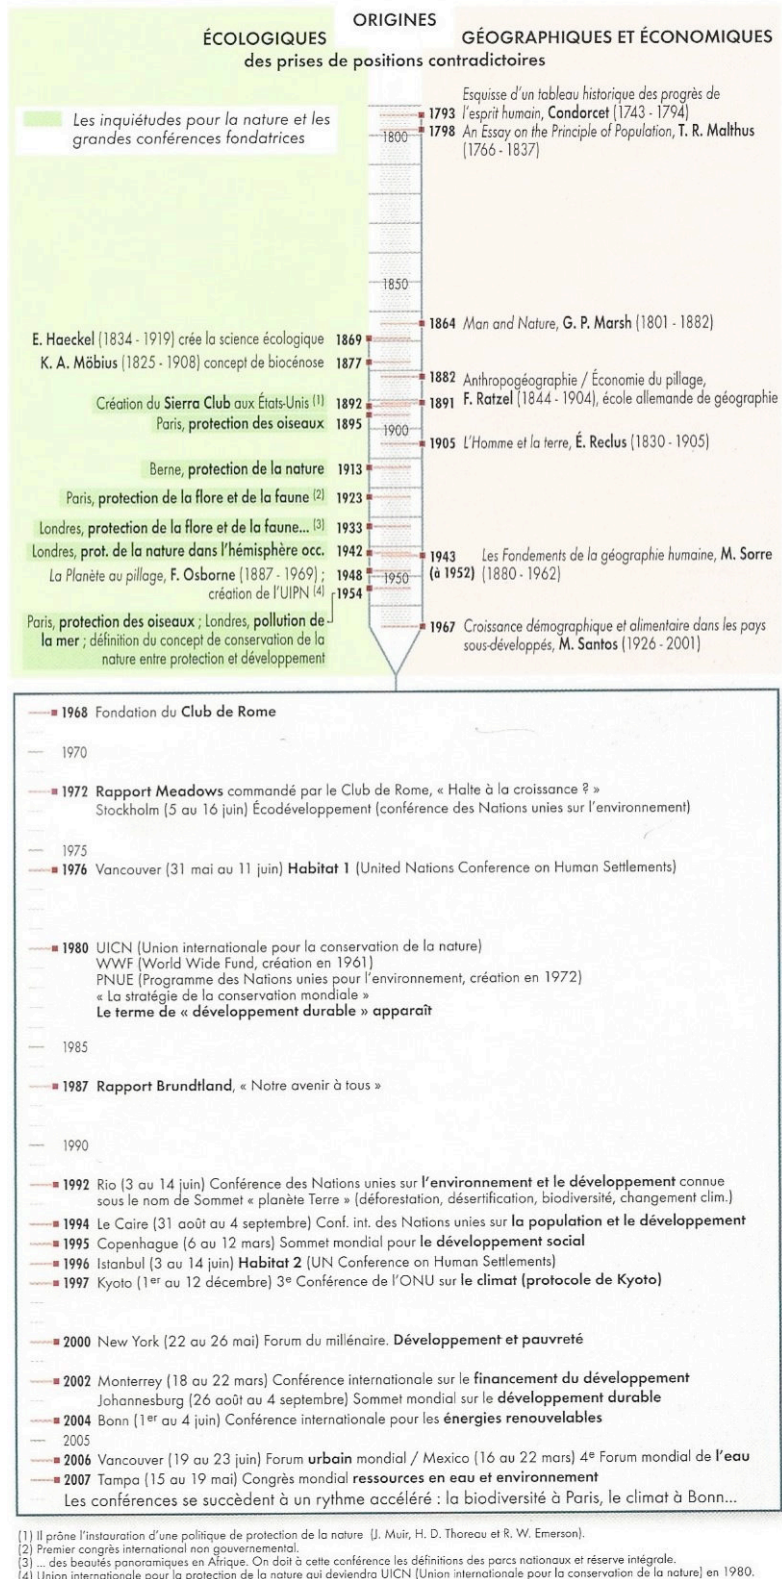 ORIGINES
ÉCOLOGIQUES
GÉOGRAPHIQUES ET ÉCONOMIQUES
des prises de positions contradictoires
Les inquiétudes pour la nature et les
grandes conférences fondatrices
Esquisse d'un tableau historique des progrès de
1793 l'esprit humain, Condorcet (1743 - 1794)
1798 An Essay on the Principle of Population, T. R. Malthus
(1766 - 1837)
1800
1850
1864 Man and Nature, G. P. Marsh (1801 - 1882)
E. Haeckel (1834 - 1919) crée la science écologique 1869
K. A. Möbius (1825 - 1908) concept de biocénose 1877
1882 Anthropogéographie / Économie du pillage,
1891 F. Ratzel (1844 - 1904), école allemande de géographie
Création du Sierra Club aux États-Unis (1) 1892
Paris, protection des oiseaux 1895
1900
1905 L'Homme et la terre, É. Reclus (1830 - 1905)
Berne, protection de la nature 1913
Paris, protection de la flore et de la faune (2) 1923
Londres, protection de la flore et de la faune... (3) 1933
Londres, prot. de la nature dans l'hémisphère occ. 1942
1943 Les Fondements de la géographie humaine, M. Sorre
(à 1952) (1880 - 1962)
La Planète au pillage, F. Osborne (1887 - 1969) ; 1948
création de l'UIPN (4) 1954
1950
Paris, protection des oiseaux ; Londres, pollution de
la mer ; définition du concept de conservation de la
nature entre protection et développement
1967 Croissance démographique et alimentaire dans les pays
sous-développés, M. Santos (1926 - 2001)
1968 Fondation du Club de Rome
1970
1972 Rapport Meadows commandé par le Club de Rome, « Halte à la croissance ? »
Stockholm (5 au 16 juin) Écodéveloppement (conférence des Nations unies sur l'environnement)
1975
1976 Vancouver (31 mai au 11 juin) Habitat 1 (United Nations Conference on Human Settlements)
1980 UICN (Union internationale pour la conservation de la nature)
WWF (World Wide Fund, création en 1961)
PNUE (Programme des Nations unies pour l'environnement, création en 1972)
« La stratégie de la conservation mondiale »
Le terme de « développement durable » apparaît
1985
1987 Rapport Brundtland, « Notre avenir à tous »
1990
1992 Rio (3 au 14 juin) Conférence des Nations unies sur l'environnement et le développement connue
sous le nom de Sommet « planète Terre » (déforestation, désertification, biodiversité, changement clim.)
1994 Le Caire (31 août au 4 septembre) Conf. int. des Nations unies sur la population et le développement
1995 Copenhague (6 au 12 mars) Sommet mondial pour le développement social
1996 Istanbul (3 au 14 juin) Habitat 2 (UN Conference on Human Settlements)
1997 Kyoto (1er au 12 décembre) 3e Conférence de l'ONU sur le climat (protocole de Kyoto)
2000 New York (22 au 26 mai) Forum du millénaire. Développement et pauvreté
2002 Monterrey (18 au 22 mars) Conférence internationale sur le financement du développement
Johannesburg (26 août au 4 septembre) Sommet mondial sur le développement durable
2004 Bonn (1er au 4 juin) Conférence internationale pour les énergies renouvelables
2005
2006 Vancouver (19 au 23 juin) Forum urbain mondial / Mexico (16 au 22 mars) 4e Forum mondial de l'eau
2007 Tampa (15 au 19 mai) Congrès mondial ressources en eau et environnement
Les conférences se succèdent à un rythme accéléré : la biodiversité à Paris, le climat à Bonn...
(1) Il prône l'instauration d'une politique de protection de la nature (J. Muir, H. D. Thoreau et R. W. Emerson).
(2) Premier congrès international non gouvernemental.
(3) ... des beautés panoramiques en Afrique. On doit à cette conférence les définitions des parcs nationaux et réserve intégrale.
(4) Union internationale pour la protection de la nature qui deviendra UICN (Union internationale pour la conservation de la nature) en 1980.